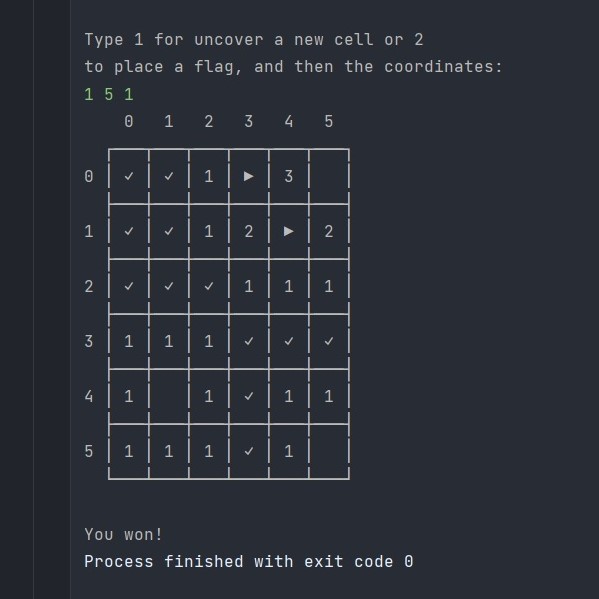 Type 1 for uncover a new cell or 2
to place a flag, and then the coordinates:
1 5 1
0 1 2 3 4 5
0 ✓ ✓ 1 ▶ 3
1 ✓ ✓ 1 2 ▶ 2
2 ✓ ✓ ✓ 1 1 1
3 1 1 1 ✓ ✓ ✓
4 1 1 ✓ 1 1
5 1 1 1 ✓ 1
You won!
Process finished with exit code 0